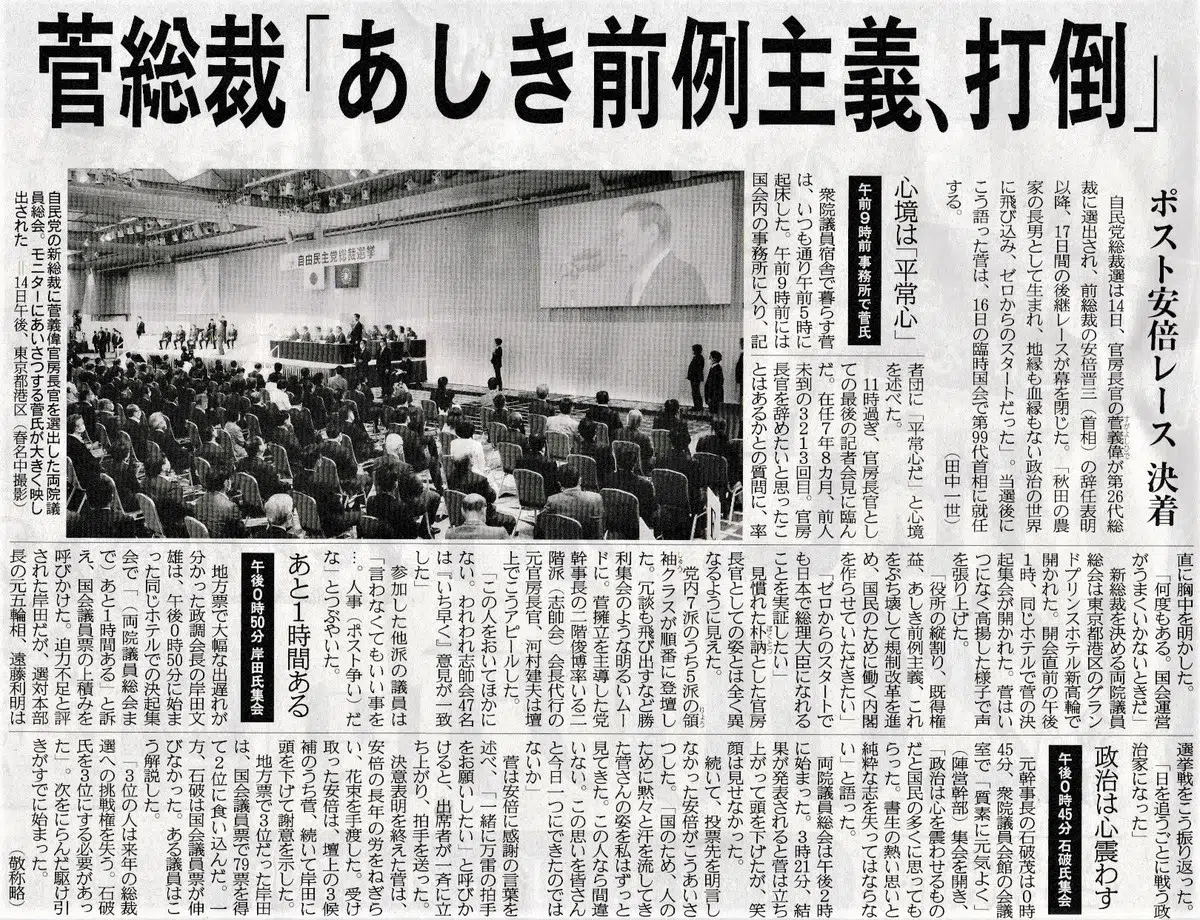 菅総裁「あしき前例主義、打倒」
ポスト安倍レース 決着
自民党総裁選は14日、官房長官の菅義偉が第26代総
裁に選出され、前総裁の安倍晋三（首相）の辞任表明
以降、17日間の後継レースが幕を閉じた。「秋田の農
家の長男として生まれ、地縁も血縁もない政治の世界
に飛び込み、ゼロからのスタートだった」。当選後に
こう語った菅は、16日の臨時国会で第99代首相に就任
する。
（田中一世）
心境は「平常心」
午前９時前 事務所で菅氏
衆院議員宿舎で暮らす菅
は、いつも通り午前５時に
起床した。午前９時前には
国会内の事務所に入り、記
者団に「平常心だ」と心境
を述べた。
11時過ぎ、官房長官とし
ての最後の記者会見に臨ん
だ。在任７年８カ月、前人
未到の3213回目。官房
長官を辞めたいと思ったこ
とはあるかとの質問に、率
直に胸中を明かした。
「何度もある。国会運営
がうまくいかないときだ」
新総裁を決める両院議員
総会は東京都港区のグラン
ドプリンスホテル新高輪で
開かれた。開会直前の午後
１時、同じホテルで菅の決
起集会が開かれた。菅はい
つになく高揚した様子で声
を張り上げた。
「役所の縦割り、既得権
益、あしき前例主義、これ
をぶち壊して規制改革を進
め、国民のために働く内閣
を作らせていただきたい」
「ゼロからのスタートで
も日本で総理大臣になれる
ことを実証したい」
見慣れた朴訥とした官房
長官としての姿とは全く異
なるように見えた。
党内７派のうち５派の領
袖クラスが順番に登壇し
た。冗談も飛び出すなど勝
利集会のような明るいムー
ドに。菅擁立を主導した党
幹事長の二階俊博率いる二
階派（志帥会）会長代行の
元官房長官、河村建夫は壇
上でこうアピールした。
「この人をおいてほかに
ない。われわれ志帥会47名
は『いち早く』意見が一致
した」
参加した他派の議員は
「言わなくてもいい事を
…。人事（ポスト争い）だ
な」とつぶやいた。
あと１時間ある
午後０時50分 岸田氏集会
地方票で大幅な出遅れが
分かった政調会長の岸田文
雄は、午後０時50分に始ま
った同じホテルでの決起集
会で「（両院議員総会ま
で）あと１時間ある」と訴
え、国会議員票の上積みを
呼びかけた。迫力不足と評
された岸田だが、選対本部
長の元五輪相、遠藤利明は
選挙戦をこう振り返った。
「日を追うごとに戦う政
治家になった」
政治は心震わす
午後０時45分 石破氏集会
元幹事長の石破茂は０時
45分、衆院議員会館の会議
室で「質素に元気よく」
（陣営幹部）集会を開き、
「政治は心を震わせるもの
だと国民の多くに思っても
らった。書生の熱い思いと
純粋な志を失ってはならな
い」と語った。
両院議員総会は午後２時
に始まった。３時21分、結
果が発表されると菅は立ち
上がって頭を下げたが、笑
顔は見せなかった。
続いて、投票先を明言し
なかった安倍がこうあいさ
つした。「国のため、人の
ために黙々と汗を流してき
た菅さんの姿を私はずっと
見てきた。この人なら間違
いない。この思いを皆さん
と今日一つにできたのでは
ないか」
菅は安倍に感謝の言葉を
述べ、「一緒に万雷の拍手
をお願いしたい」と呼びか
けると、出席者が一斉に立
ち上がり、拍手を送った。
決意表明を終えた菅は、
安倍の長年の労をねぎら
い、花束を手渡した。受け
取った安倍は、壇上の３候
補のうち菅、続いて岸田に
頭を下げて謝意を示した。
地方票で３位だった岸田
は、国会議員票で79票を得
て２位に食い込んだ。一
方、石破は国会議員票が伸
びなかった。ある議員はこ
う解説した。
「３位の人は来年の総裁
選への挑戦権を失う。石破
氏を３位にする必要があっ
た」。次をにらんだ駆け引
きがすでに始まった。
（敬称略）
自由民主党総裁選挙
自民党の新総裁に菅義偉官房長官を選出した両院議
員総会。モニターにあいさつする菅氏が大きく映し
出された ＝14日午後、東京都港区（春名中撮影）